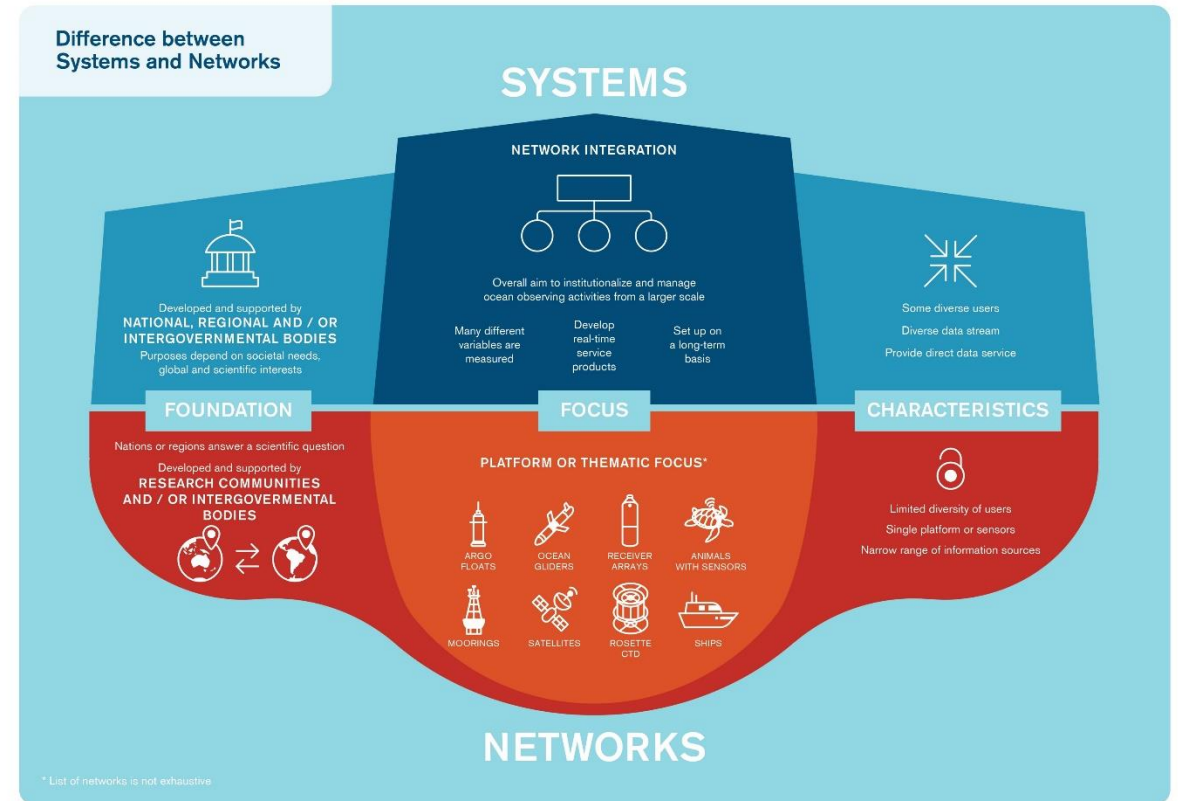 Difference between
Systems and Networks
SYSTEMS
NETWORK INTEGRATION
Overall aim to institutionalize and manage
ocean observing activities from a larger scale
Many different
variables are
measured
Develop
real-time
service
products
Set up on
a long-term
basis
Developed and supported by
NATIONAL, REGIONAL AND / OR
INTERGOVERNMENTAL BODIES
Purposes depend on societal needs,
global and scientific interests
Some diverse users
Diverse data stream
Provide direct data service
FOUNDATION
FOCUS
CHARACTERISTICS
Nations or regions answer a scientific question
Developed and supported by
RESEARCH COMMUNITIES
AND / OR INTERGOVERMENTAL
BODIES
PLATFORM OR THEMATIC FOCUS*
ARGO
FLOATS
OCEAN
GLIDERS
RECEIVER
ARRAYS
ANIMALS
WITH SENSORS
MOORINGS
SATELLITES
ROSETTE
CTD
SHIPS
Limited diversity of users
Single platform or sensors
Narrow range of information sources
NETWORKS
* List of networks is not exhaustive